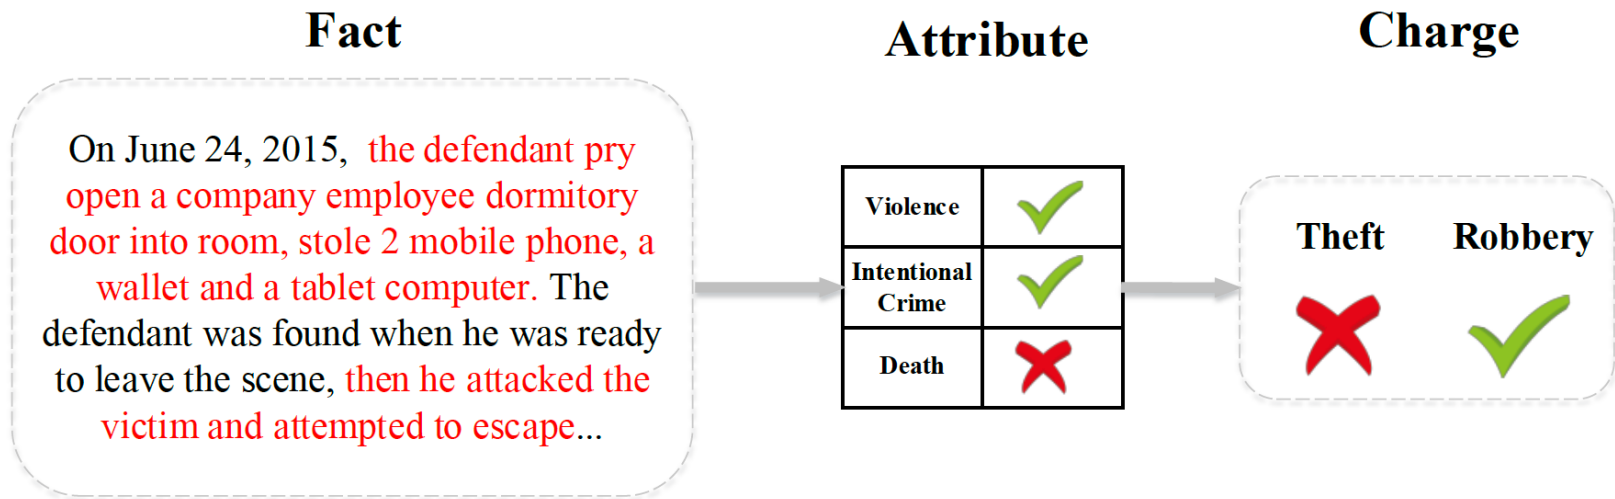 Fact
On June 24, 2015, the defendant pry
open a company employee dormitory
door into room, stole 2 mobile phone, a
wallet and a tablet computer. The
defendant was found when he was ready
to leave the scene, then he attacked the
victim and attempted to escape...
Attribute
Violence
Intentional
Crime
Death
Charge
Theft Robbery